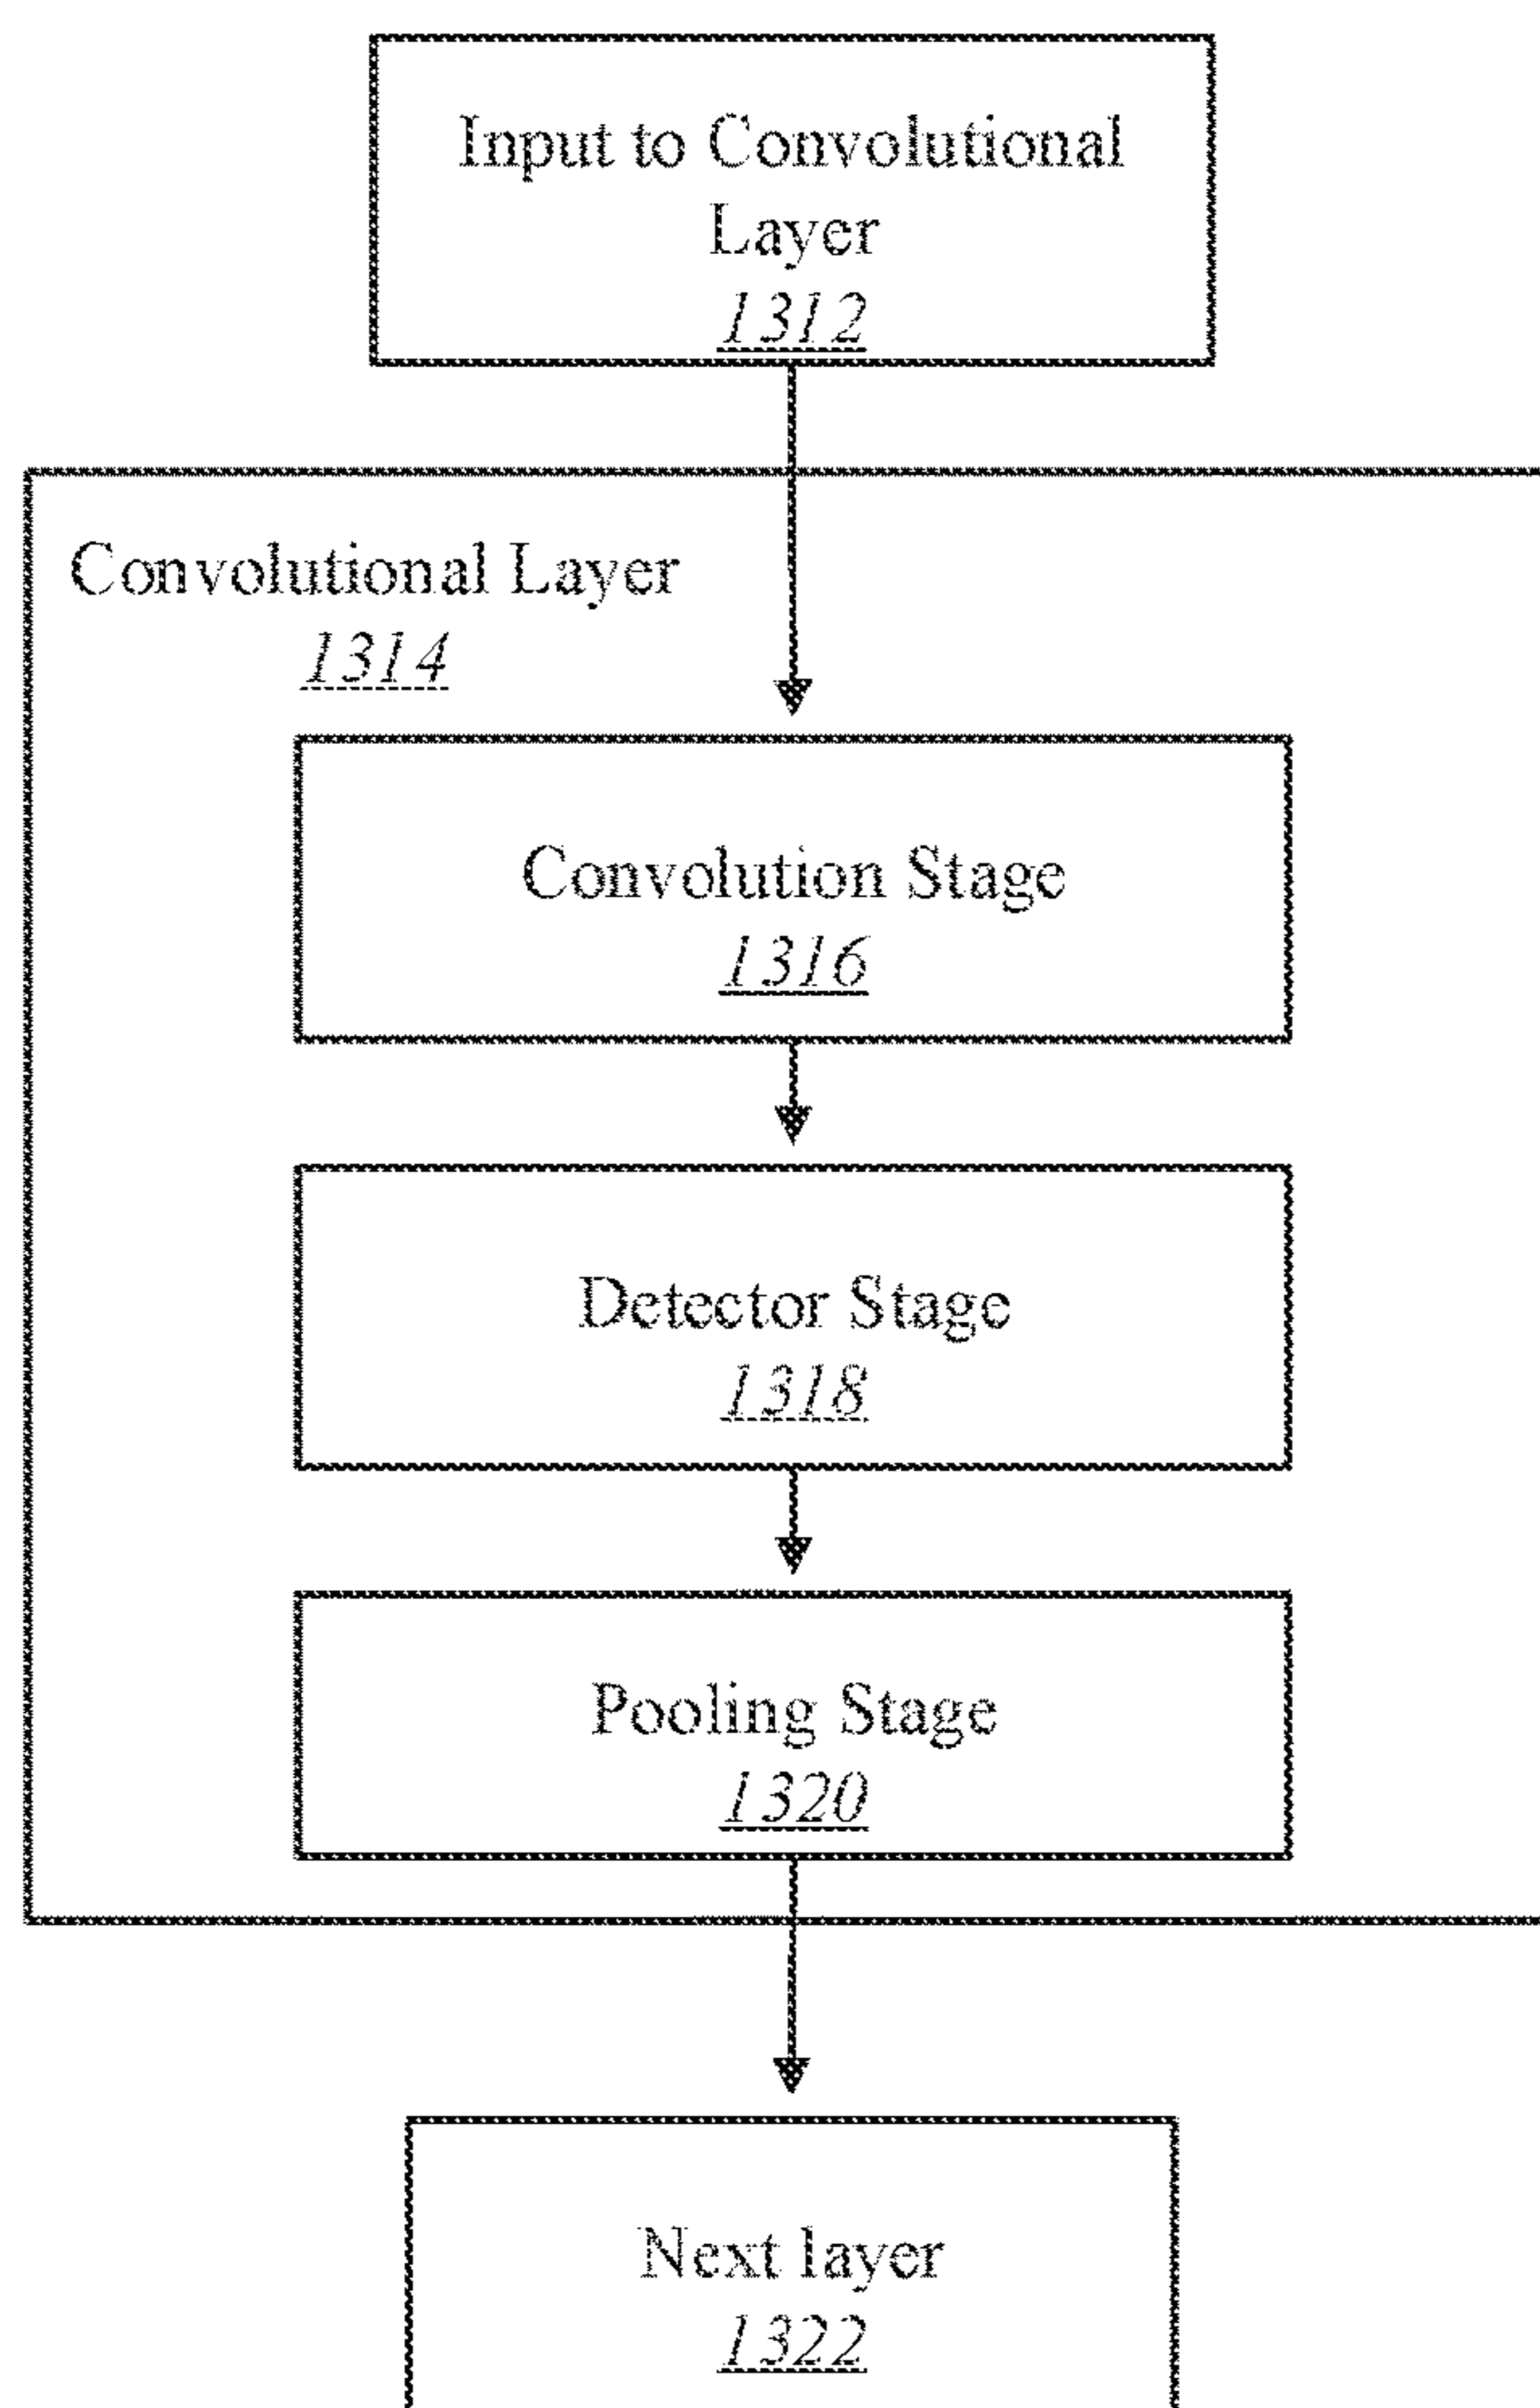 Input to Convolutional
Layer
1312
Convolutional Layer
1314
Convolution Stage
1316
Detector Stage
1318
Pooling Stage
1320
Next layer
1322